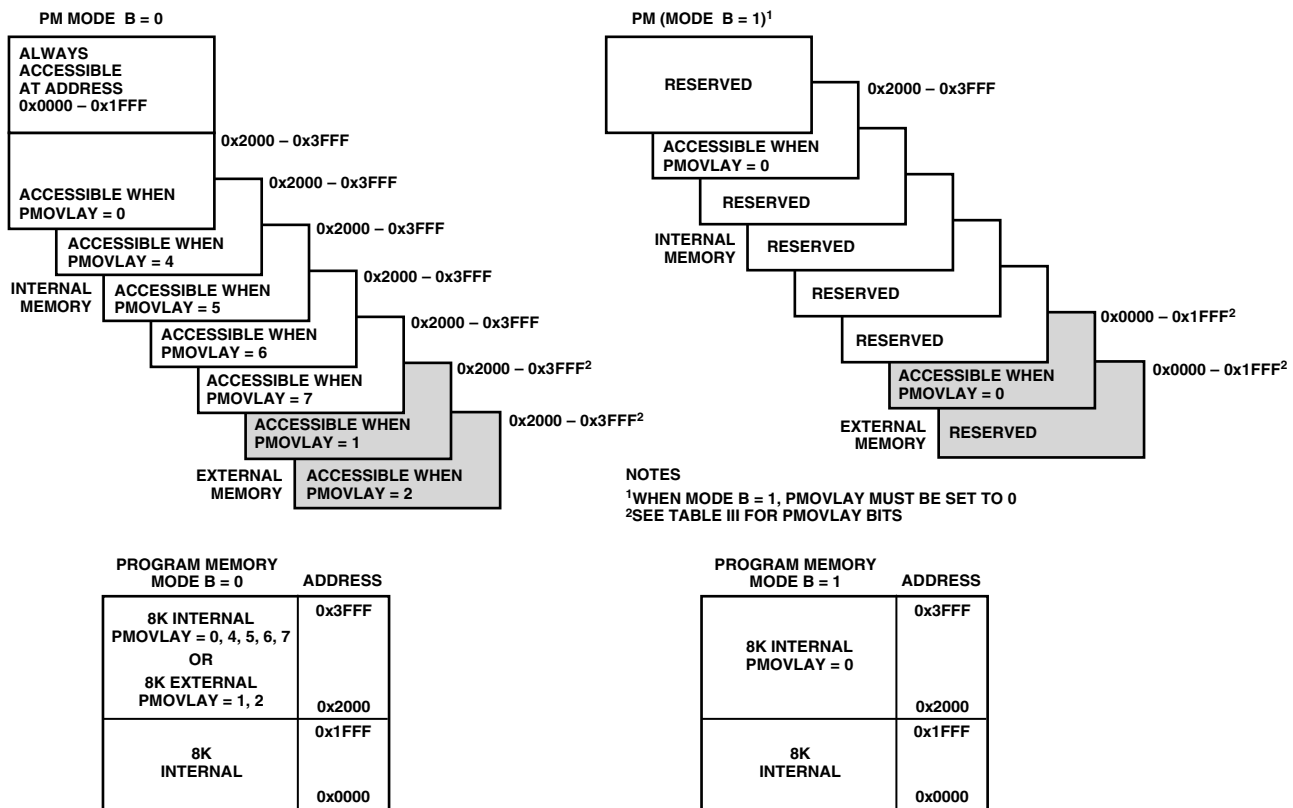 PM MODE B = 0
ALWAYS
ACCESSIBLE
AT ADDRESS
0x0000 – 0x1FFF
0x2000 – 0x3FFF
ACCESSIBLE WHEN
PMOVLAY = 0
0x2000 – 0x3FFF
ACCESSIBLE WHEN
PMOVLAY = 4
0x2000 – 0x3FFF
INTERNAL
MEMORY
ACCESSIBLE WHEN
PMOVLAY = 5
0x2000 – 0x3FFF
ACCESSIBLE WHEN
PMOVLAY = 6
0x2000 – 0x3FFF
ACCESSIBLE WHEN
PMOVLAY = 7
0x2000 – 0x3FFF²
ACCESSIBLE WHEN
PMOVLAY = 1
0x2000 – 0x3FFF²
EXTERNAL
MEMORY
ACCESSIBLE WHEN
PMOVLAY = 2
PM (MODE B = 1)¹
RESERVED
0x2000 – 0x3FFF
ACCESSIBLE WHEN
PMOVLAY = 0
RESERVED
INTERNAL
MEMORY
RESERVED
RESERVED
RESERVED
0x0000 – 0x1FFF²
ACCESSIBLE WHEN
PMOVLAY = 0
0x0000 – 0x1FFF²
EXTERNAL
MEMORY
RESERVED
NOTES
¹WHEN MODE B = 1, PMOVLAY MUST BE SET TO 0
²SEE TABLE III FOR PMOVLAY BITS
PROGRAM MEMORY
MODE B = 0
ADDRESS
8K INTERNAL
PMOVLAY = 0, 4, 5, 6, 7
OR
8K EXTERNAL
PMOVLAY = 1, 2
0x3FFF
0x2000
8K
INTERNAL
0x1FFF
0x0000
PROGRAM MEMORY
MODE B = 1
ADDRESS
8K INTERNAL
PMOVLAY = 0
0x3FFF
0x2000
8K
INTERNAL
0x1FFF
0x0000